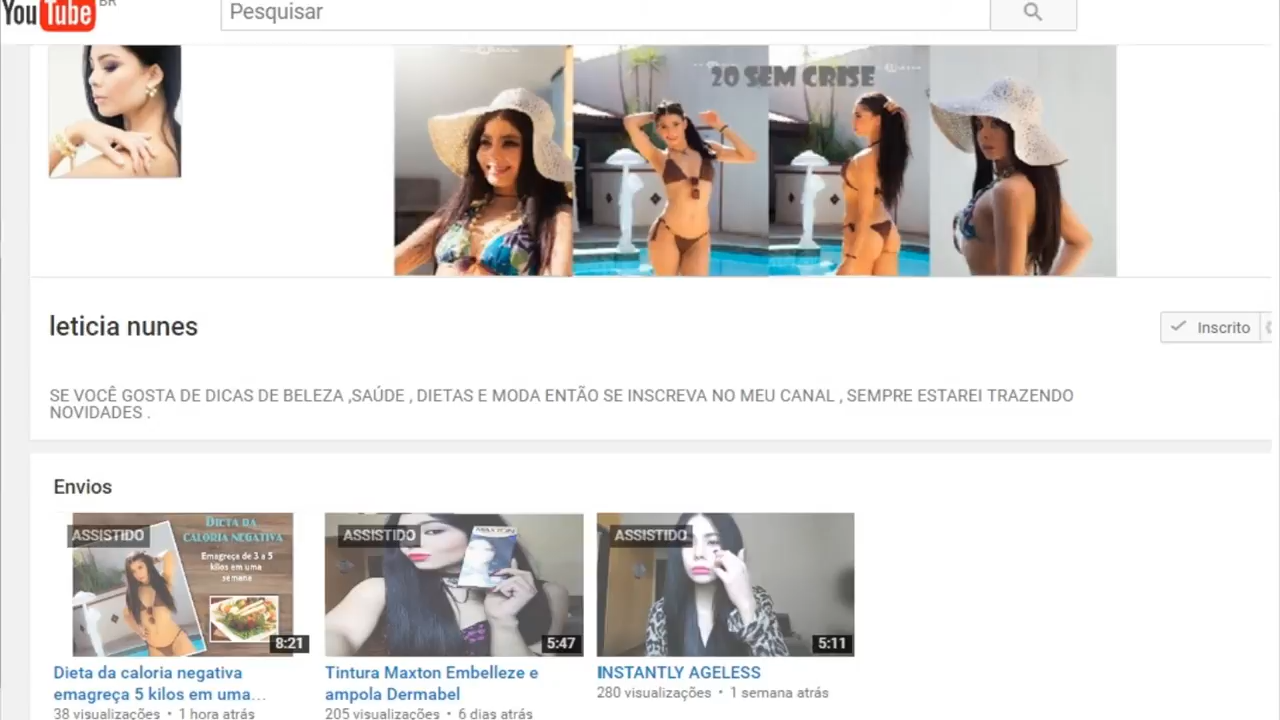 YouTube BR
Pesquisar
20 SEM CRISE
leticia nunes
Inscrito
SE VOCÊ GOSTA DE DICAS DE BELEZA ,SAÚDE , DIETAS E MODA ENTÃO SE INSCREVA NO MEU CANAL , SEMPRE ESTAREI TRAZENDO
NOVIDADES .
Envios
ASSISTIDO
DIETA DA
CALORIA NEGATIVA
Emagreça de 3 a 5
kilos em uma
semana
8:21
ASSISTIDO
MAXTON
5:47
ASSISTIDO
5:11
Dieta da caloria negativa
emagreça 5 kilos em uma...
38 visualizações • 1 hora atrás
Tintura Maxton Embelleze e
ampola Dermabel
205 visualizações • 6 dias atrás
INSTANTLY AGELESS
280 visualizações • 1 semana atrás